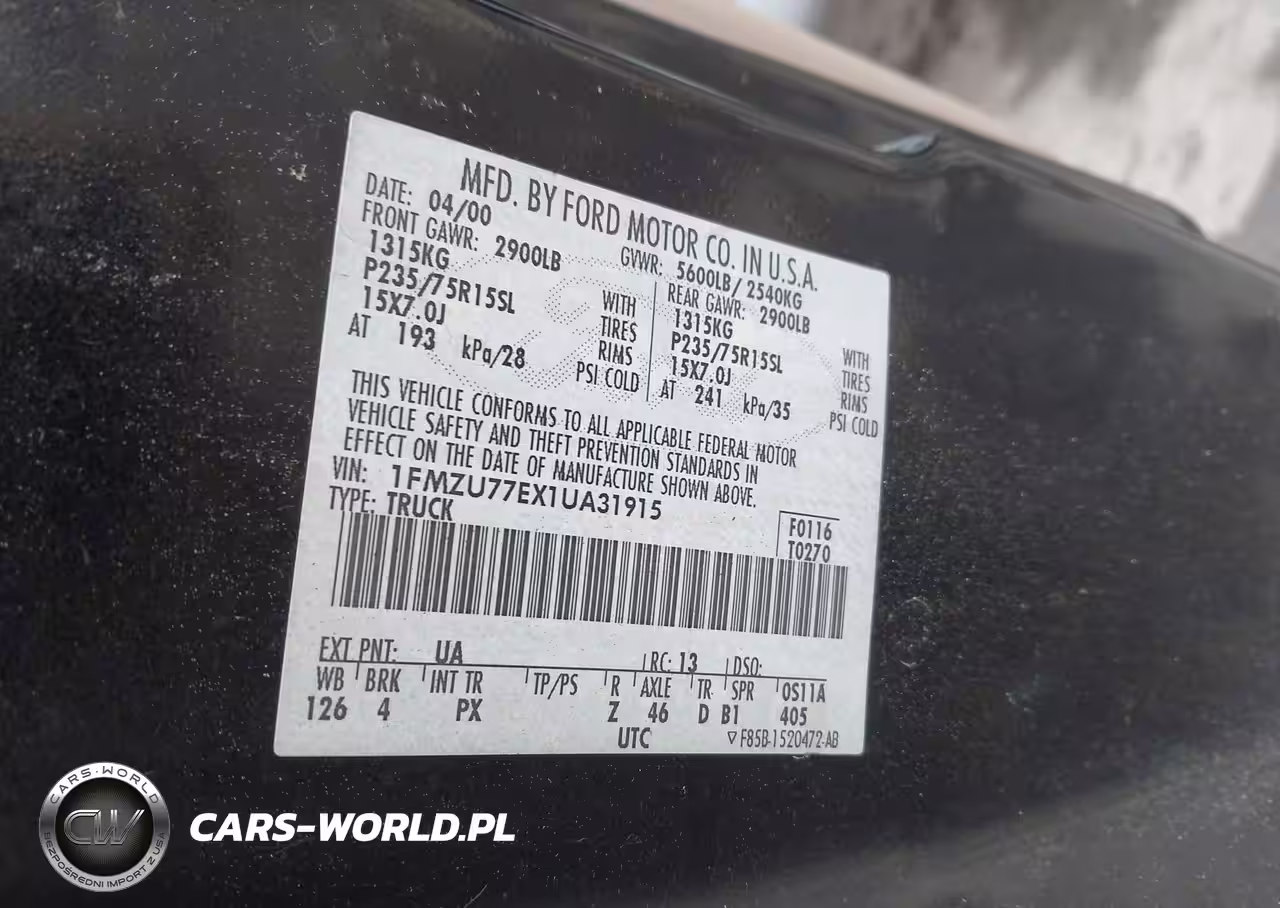 MFD. BY FORD MOTOR CO. IN U.S.A.
DATE: 04/00 GVWR: 5600LB/ 2540KG
FRONT GAWR: 2900LB REAR GAWR: 2900LB
1315KG WITH 1315KG WITH
P235/75R15SL TIRES P235/75R15SL TIRES
15X7.0J RIMS 15X7.0J RIMS
AT 193 kPa/28 PSI COLD AT 241 kPa/35 PSI COLD
THIS VEHICLE CONFORMS TO ALL APPLICABLE FEDERAL MOTOR
VEHICLE SAFETY AND THEFT PREVENTION STANDARDS IN
EFFECT ON THE DATE OF MANUFACTURE SHOWN ABOVE.
VIN: 1FMZU77EX1UA31915
TYPE: TRUCK
F0116
T0270
EXT PNT: UA RC: 13 DSO:
WB BRK INT TR TP/PS R AXLE TR SPR 0S11A
126 4 PX Z 46 D B1 405
UTC ▽ F85B-1520472-AB
CARS-WORLD
CW
BEZPOŚREDNI IMPORT Z USA
CARS-WORLD.PL